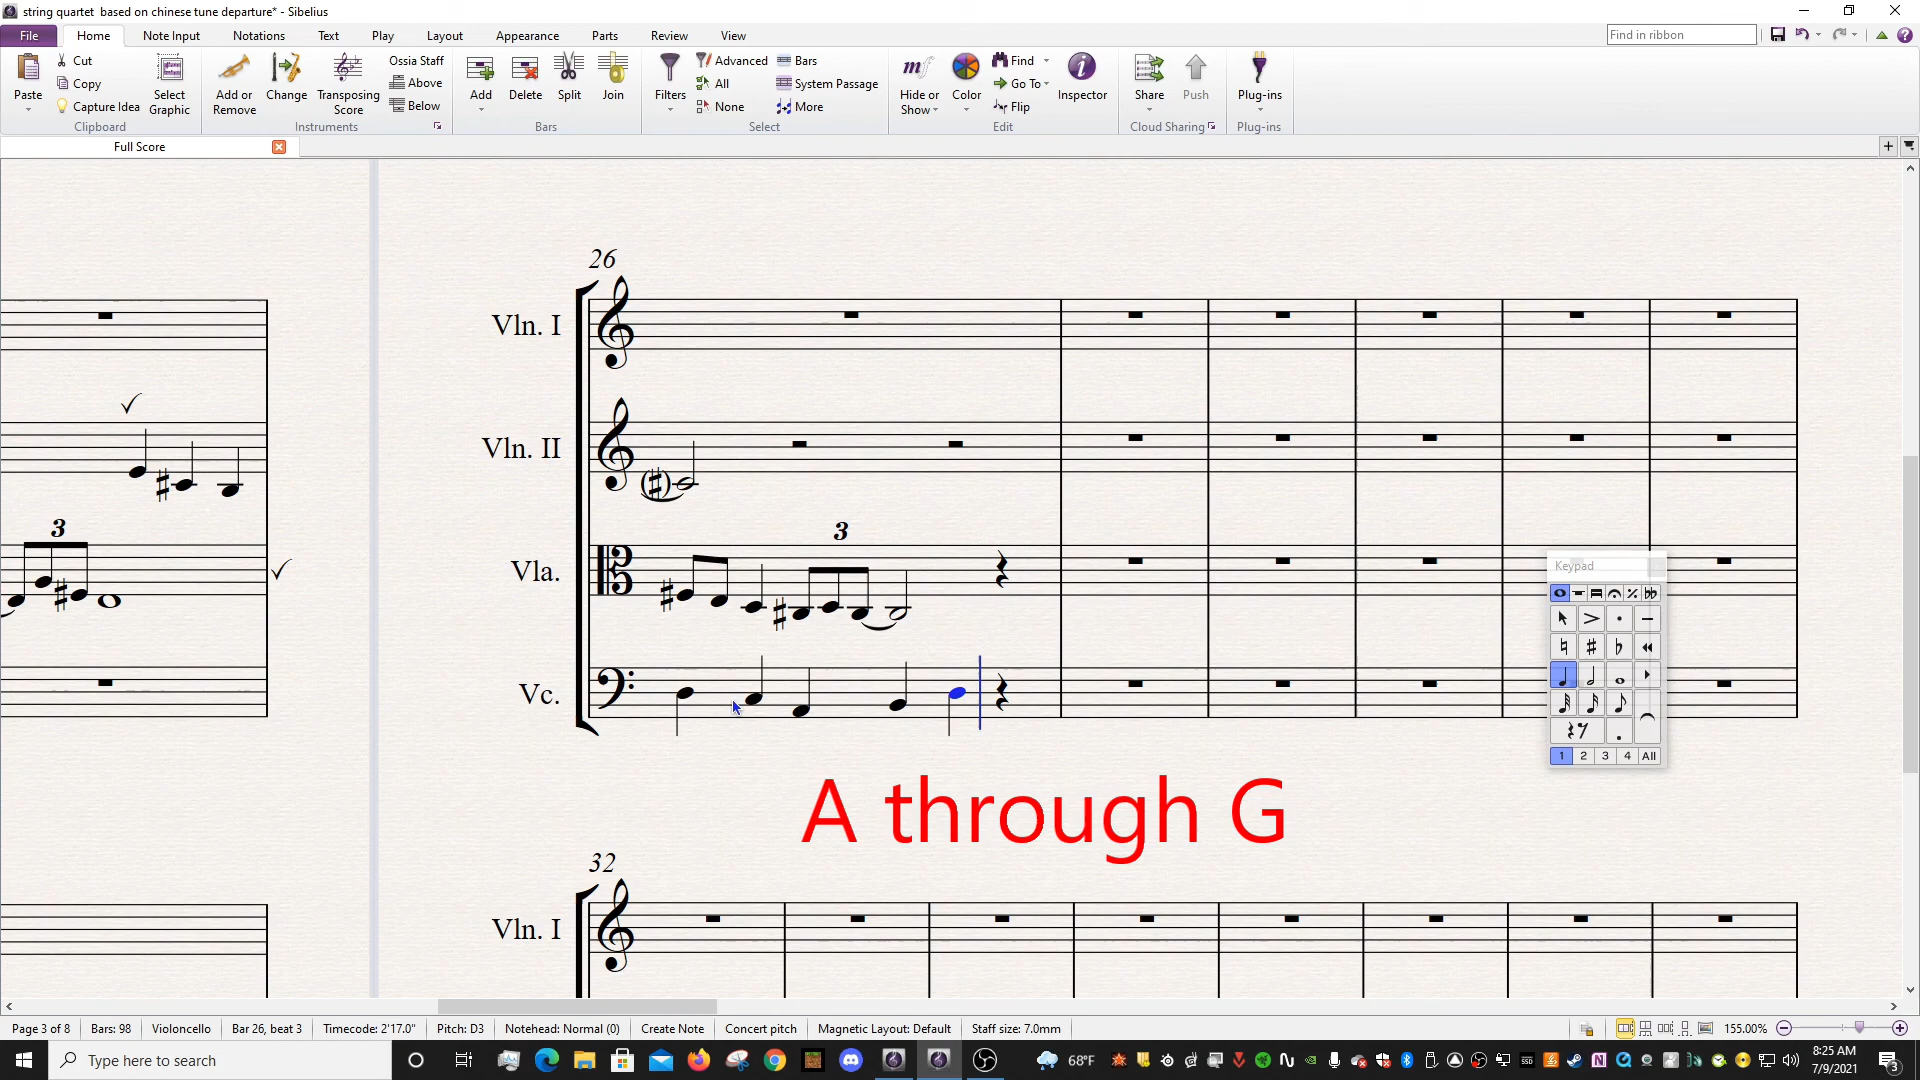 string quartet  based on chinese tune departure* - Sibelius
File Home Note Input Notations Text Play Layout Appearance Parts Review View Find in ribbon
Paste Cut Copy Capture Idea Select Graphic Clipboard
Add or Remove Change Transposing Score Ossia Staff Above Below Instruments
Add Delete Split Join Bars
Filters Advanced All None Bars System Passage More Select
Hide or Show Color Find Go To Flip Inspector Edit
Share Push Cloud Sharing
Plug-ins Plug-ins
Full Score
26
Vln. I
Vln. II
3 3
Vla.
Keypad
Vc.
1 2 3 4 All
A through G
32
Vln. I
Page 3 of 8 Bars: 98 Violoncello Bar 26, beat 3 Timecode: 2'17.0" Pitch: D3 Notehead: Normal (0) Create Note Concert pitch Magnetic Layout: Default Staff size: 7.0mm 155.00%
Type here to search 68°F 8:25 AM
7/9/2021 3